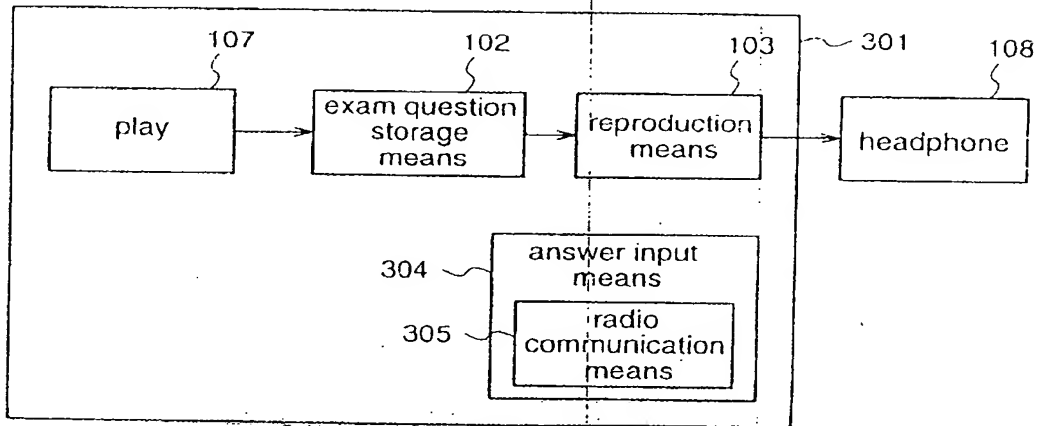 107
102
103
301
108
play
exam question
storage
means
reproduction
means
headphone
304
answer input
means
305
radio
communication
means